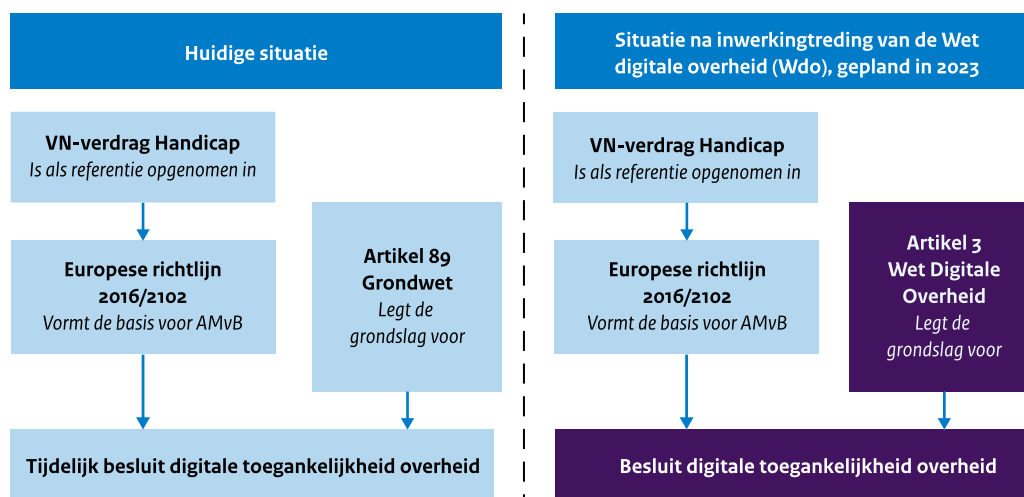 Huidige situatie
VN-verdrag Handicap
Is als referentie opgenomen in
Europese richtlijn
2016/2102
Vormt de basis voor AMvB
Artikel 89
Grondwet
Legt de
grondslag voor
Tijdelijk besluit digitale toegankelijkheid overheid
Situatie na inwerkingtreding van de Wet
digitale overheid (Wdo), gepland in 2023
VN-verdrag Handicap
Is als referentie opgenomen in
Europese richtlijn
2016/2102
Vormt de basis voor AMvB
Artikel 3
Wet Digitale
Overheid
Legt de
grondslag voor
Besluit digitale toegankelijkheid overheid